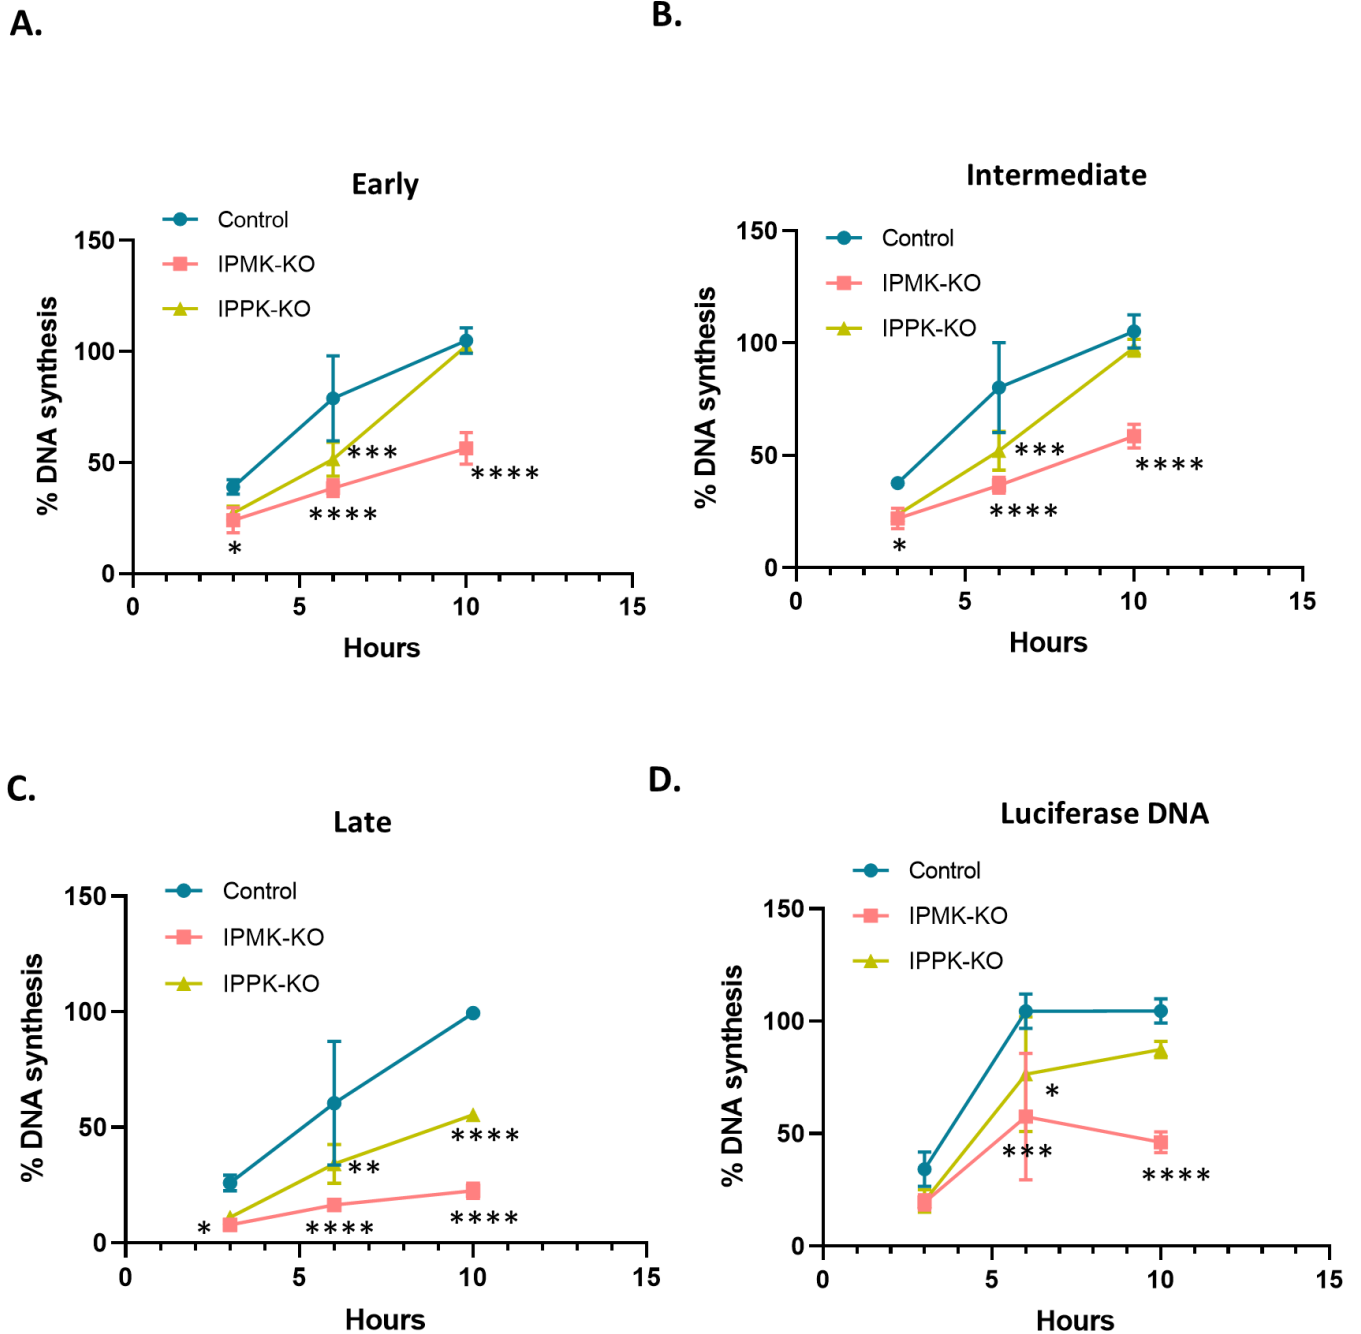 A.
Early
Control
IPMK-KO
IPPK-KO
150
100
50
0
% DNA synthesis
***
****
****
*
0 5 10 15
Hours
B.
Intermediate
Control
IPMK-KO
IPPK-KO
150
100
50
0
% DNA synthesis
***
****
****
*
0 5 10 15
Hours
C.
Late
Control
IPMK-KO
IPPK-KO
150
100
50
0
% DNA synthesis
****
**
****
* ****
0 5 10 15
Hours
D.
Luciferase DNA
Control
IPMK-KO
IPPK-KO
150
100
50
0
% DNA synthesis
*
***
****
0 5 10 15
Hours